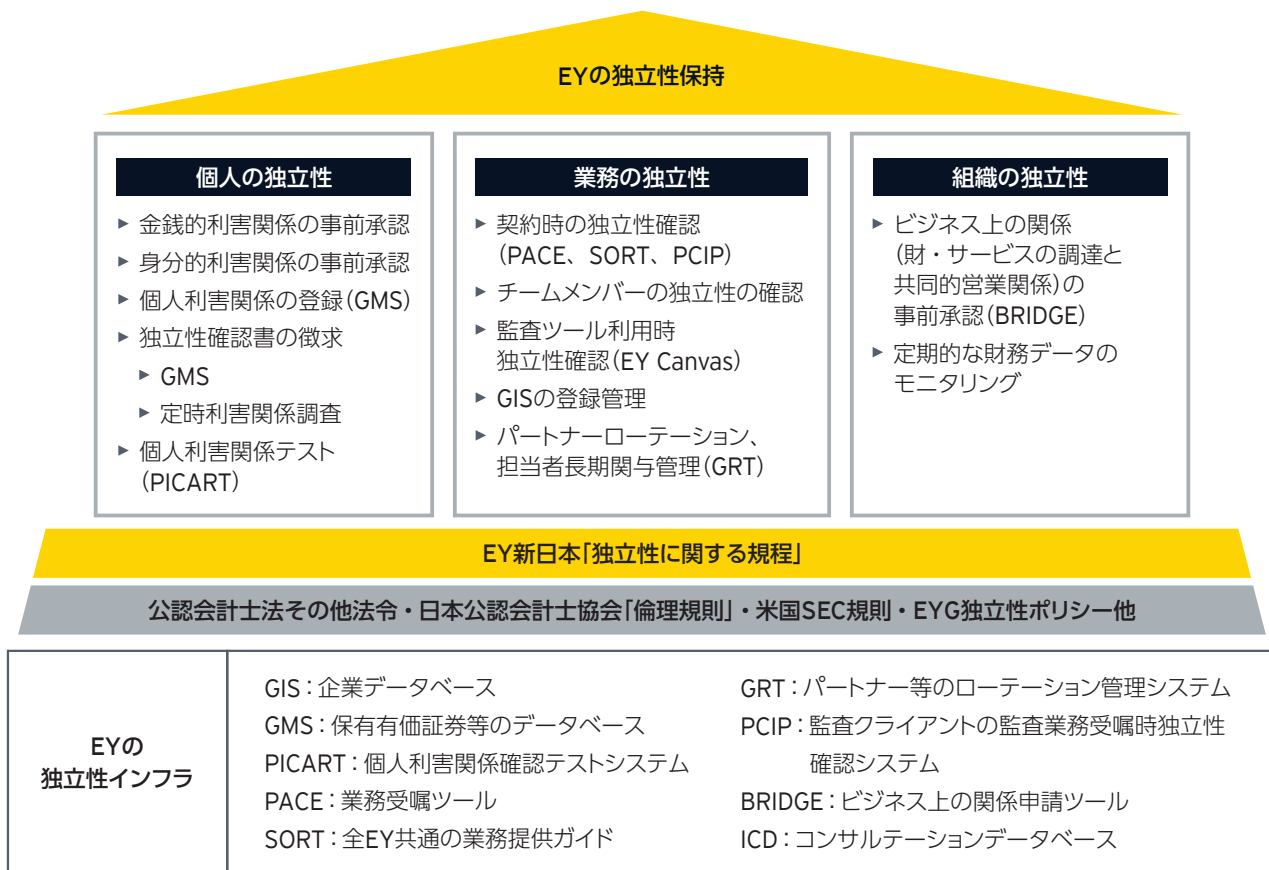 EYの独立性保持
個人の独立性
▶ 金銭的利害関係の事前承認
▶ 身分的利害関係の事前承認
▶ 個人利害関係の登録(GMS)
▶ 独立性確認書の徴求
▶ GMS
▶ 定時利害関係調査
▶ 個人利害関係テスト
(PICART)
業務の独立性
▶ 契約時の独立性確認
(PACE、SORT、PCIP)
▶ チームメンバーの独立性の確認
▶ 監査ツール利用時
独立性確認(EY Canvas)
▶ GISの登録管理
▶ パートナーローテーション、
担当者長期関与管理(GRT)
組織の独立性
▶ ビジネス上の関係
(財・サービスの調達と
共同的営業関係)の
事前承認(BRIDGE)
▶ 定期的な財務データの
モニタリング
EY新日本「独立性に関する規程」
公認会計士法その他法令・日本公認会計士協会「倫理規則」・米国SEC規則・EYG独立性ポリシー他
EYの
独立性インフラ
GIS：企業データベース
GMS：保有有価証券等のデータベース
PICART：個人利害関係確認テストシステム
PACE：業務受嘱ツール
SORT：全EY共通の業務提供ガイド
GRT：パートナー等のローテーション管理システム
PCIP：監査クライアントの監査業務受嘱時独立性
確認システム
BRIDGE：ビジネス上の関係申請ツール
ICD：コンサルテーションデータベース